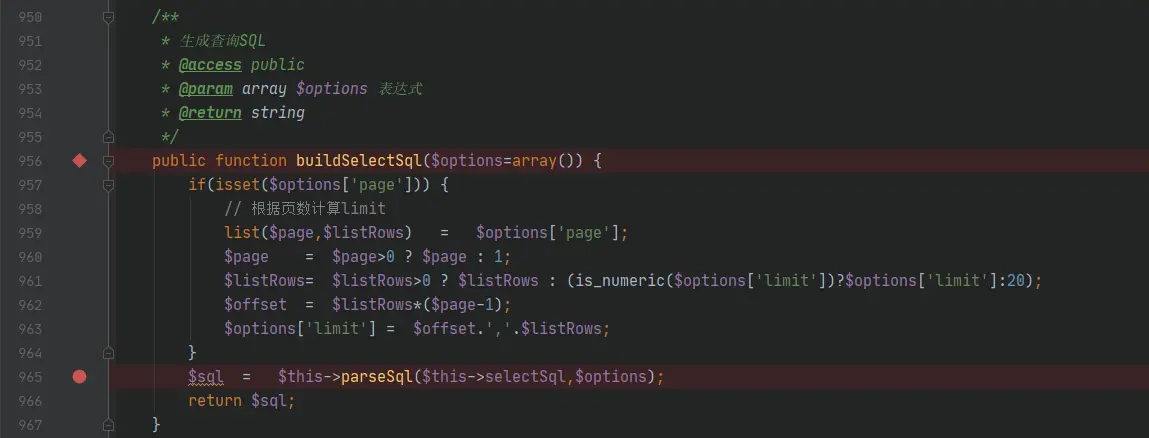 950 /**
951 * 生成查询SQL
952 * @access public
953 * @param array $options 表达式
954 * @return string
955 */
956 public function buildSelectSql($options=array()) {
957 if(isset($options['page'])) {
958 // 根据页数计算limit
959 list($page,$listRows) = $options['page'];
960 $page = $page>0 ? $page : 1;
961 $listRows= $listRows>0 ? $listRows : (is_numeric($options['limit'])?$options['limit']:20);
962 $offset = $listRows*($page-1);
963 $options['limit'] = $offset.','.$listRows;
964 }
965 $sql = $this->parseSql($this->selectSql,$options);
966 return $sql;
967 }